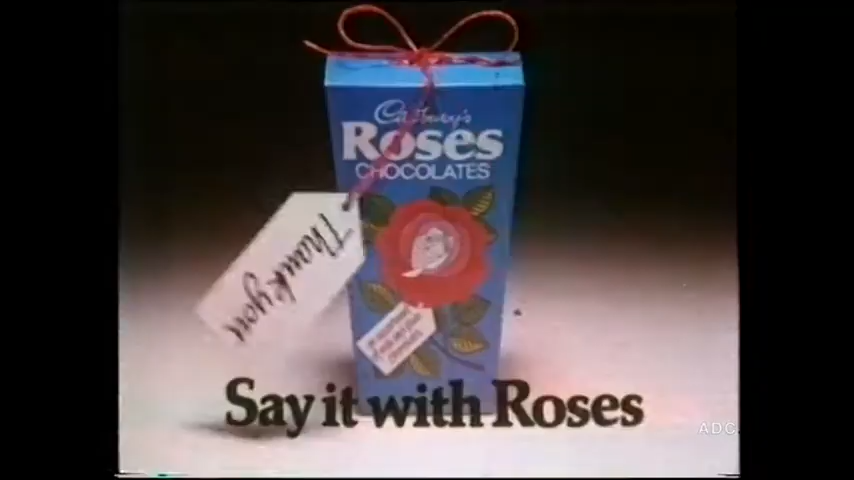 Cadbury's
Roses
CHOCOLATES
Thank you
Say it with Roses
ADC